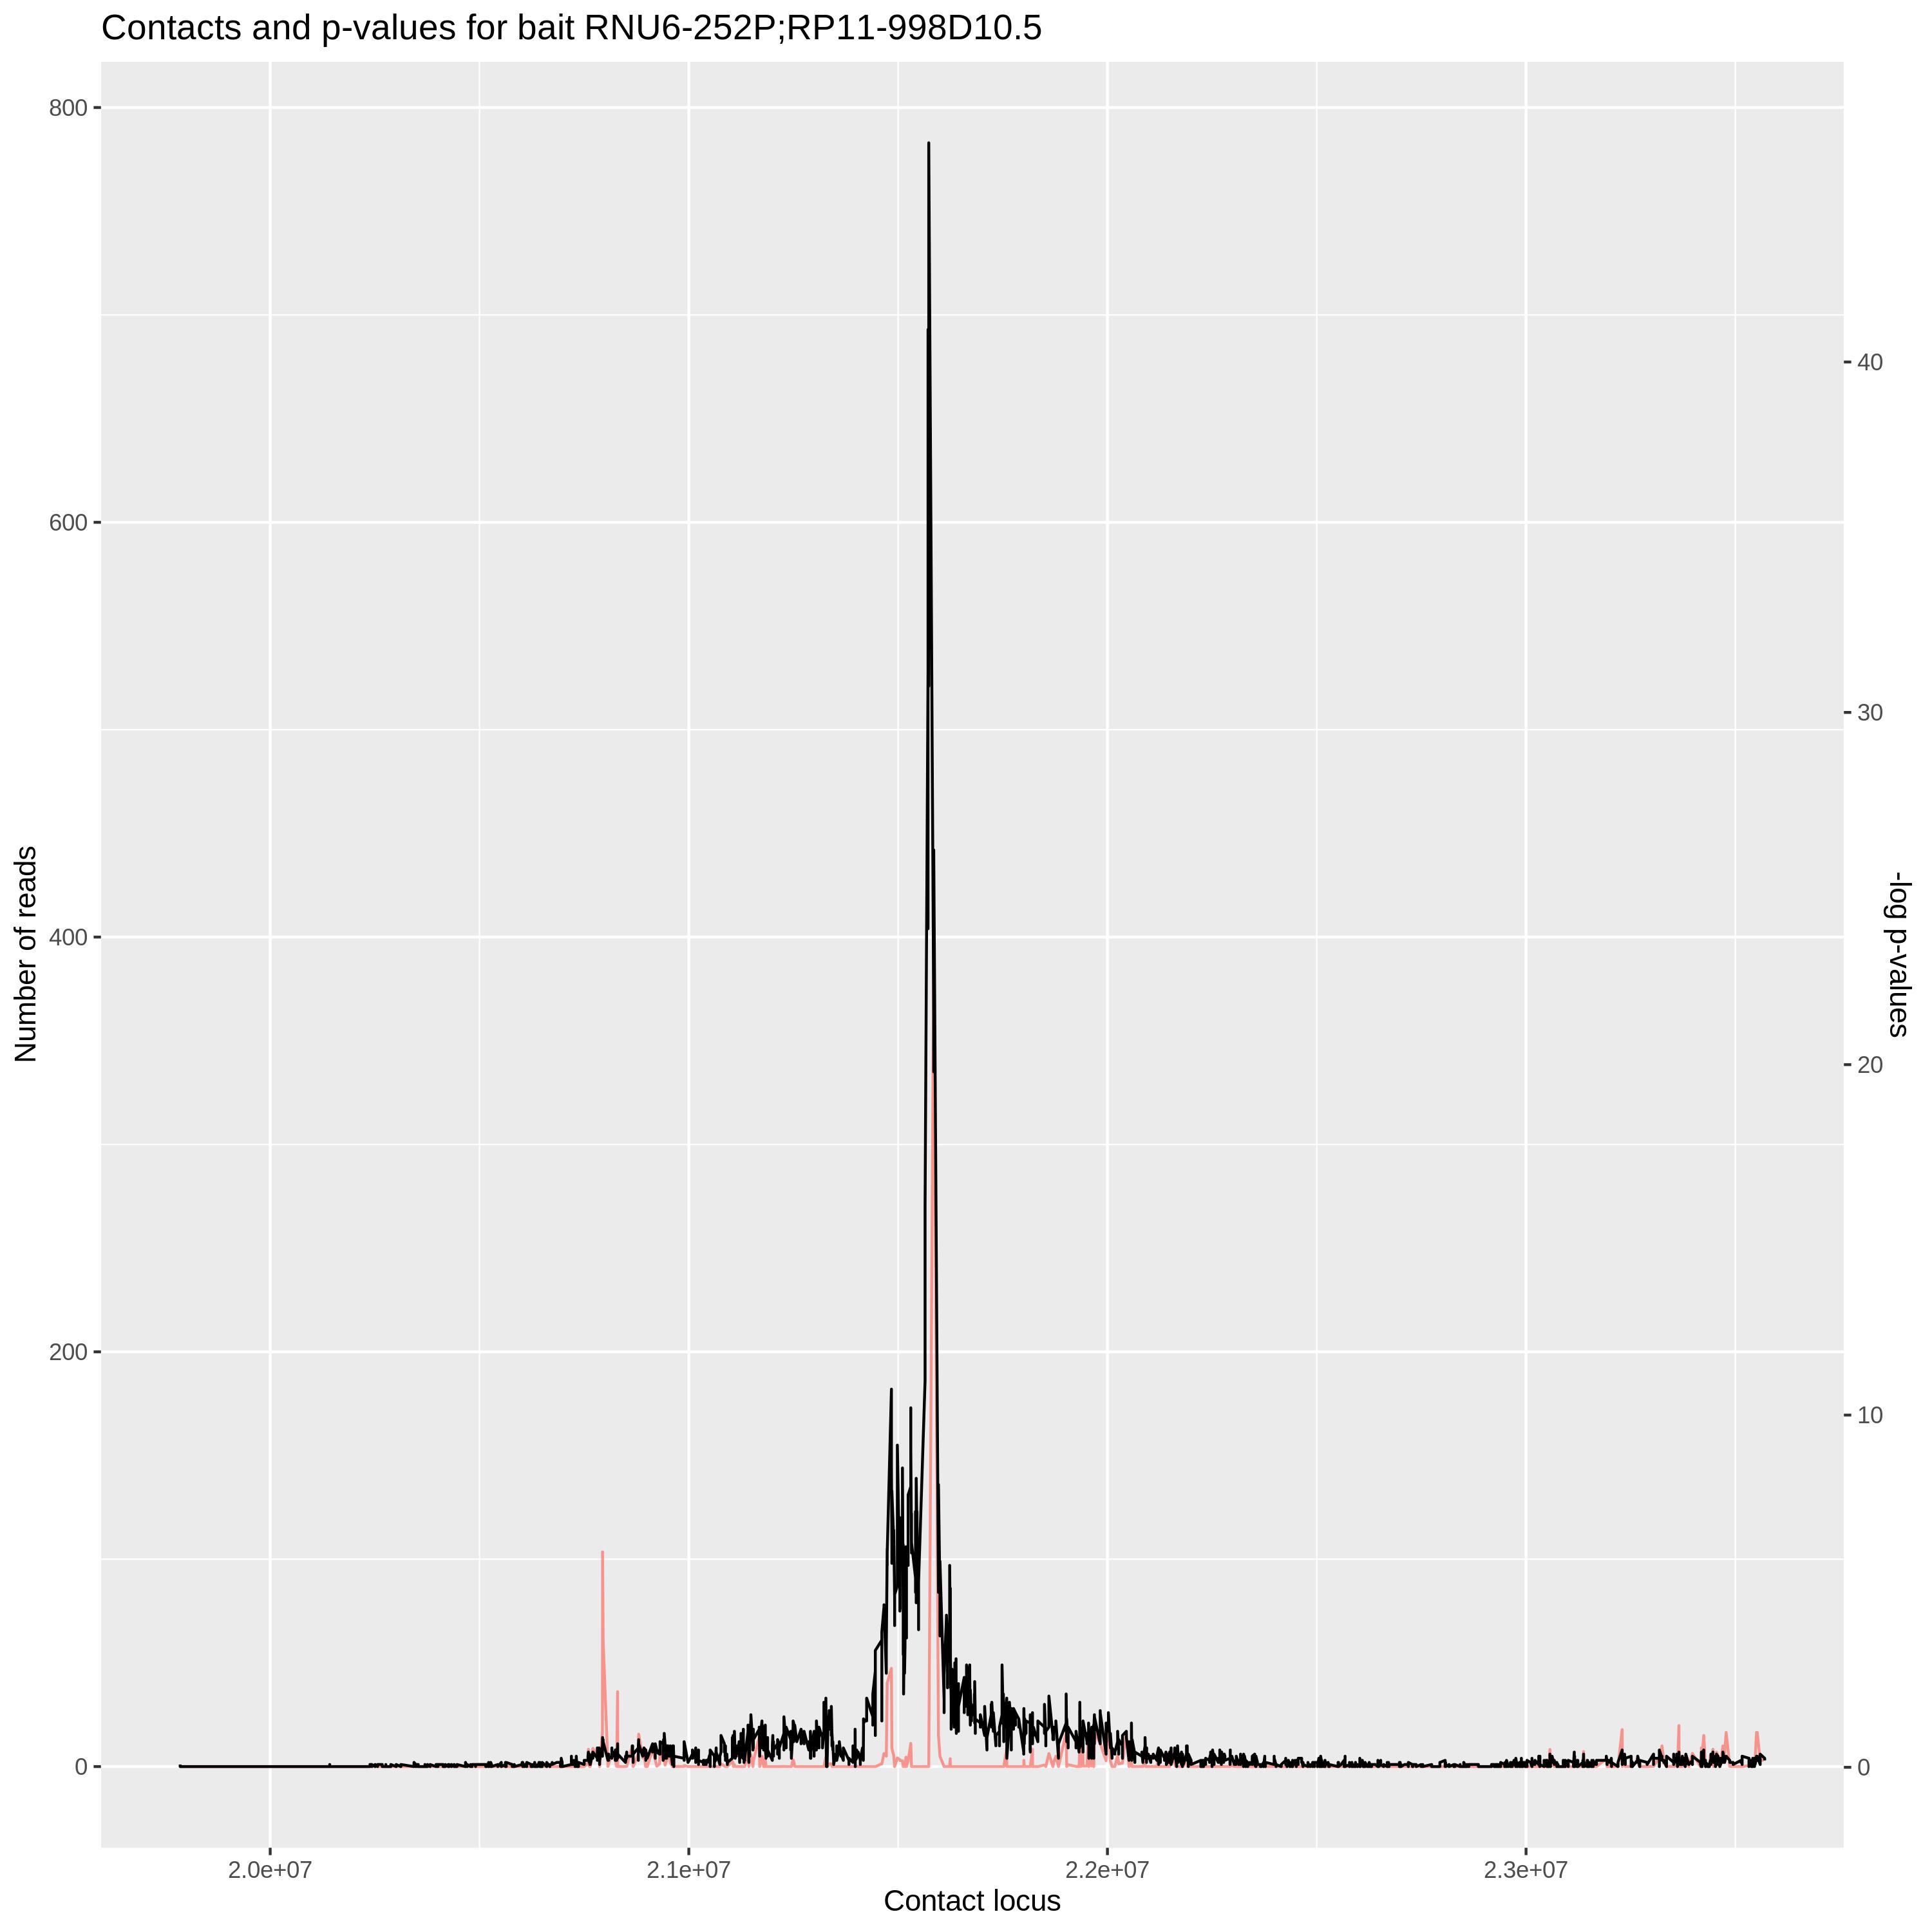 Contacts and p-values for bait RNU6-252P;RP11-998D10.5
800
600
400
200
0
Number of reads
40
30
20
10
0
-log p-values
2.0e+07
2.1e+07
2.2e+07
2.3e+07
Contact locus